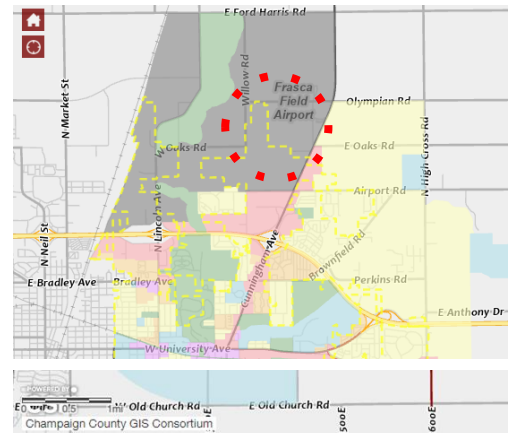 E Ford Harris Rd
N Market St
Willow Rd
Frasca
Field
Airport
Olympian Rd
W Oaks Rd
E Oaks Rd
N High Cross Rd
N Lincoln Ave
Airport Rd
N Neil St
Cunningham Ave
Brownfield Rd
E Bradley Ave
Bradley Ave
Perkins Rd
E Anthony Dr
W University Ave
POWERED BY
0 0.5 1mi
W Old Church Rd
E Old Church Rd
500E
600E
Champaign County GIS Consortium